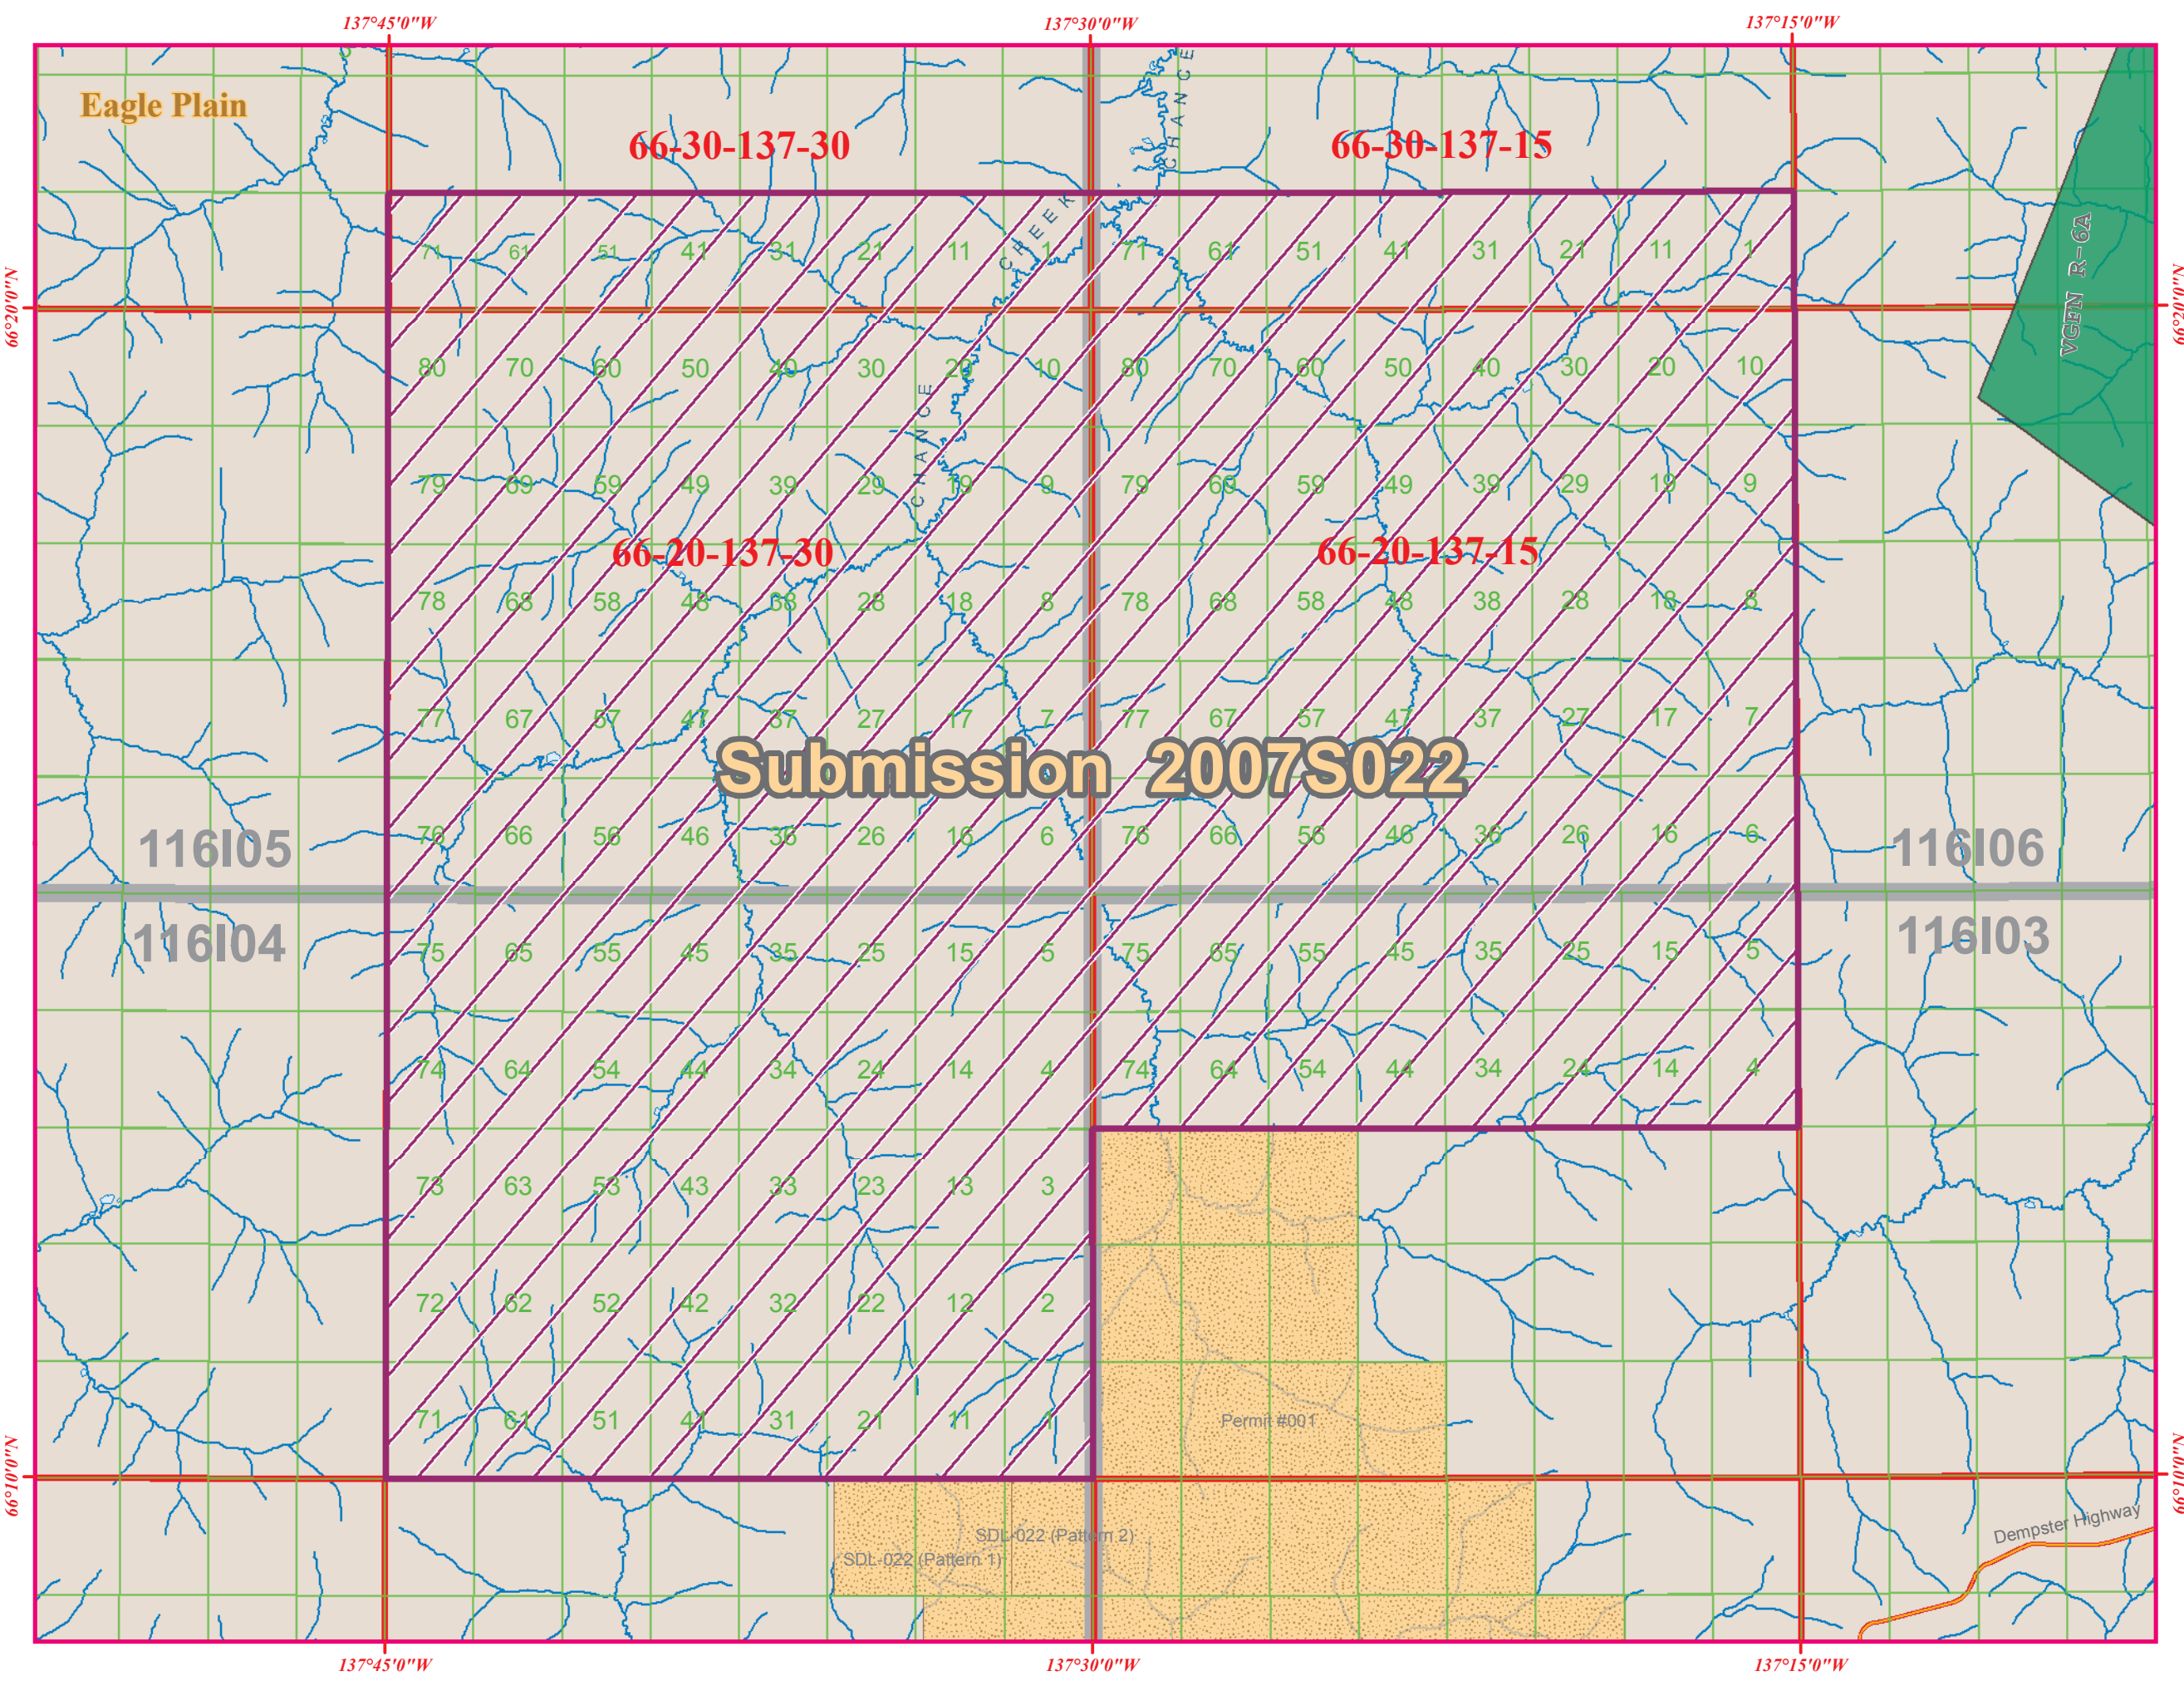 137°45'0"W 137°30'0"W 137°15'0"W
Eagle Plain
CHANCE
66-30-137-30 66-30-137-15
CREEK
VGFN R-6A
71 61 51 41 31 21 11 1 71 61 51 41 31 21 11 1
66°20'0"N 66°20'0"N
80 70 60 50 40 30 20 10 80 70 60 50 40 30 20 10
CHANCE
79 69 59 49 39 29 19 9 79 69 59 49 39 29 19 9
66-20-137-30 66-20-137-15
78 68 58 48 38 28 18 8 78 68 58 48 38 28 18 8
77 67 57 47 37 27 17 7 77 67 57 47 37 27 17 7
Submission 2007S022
76 66 56 46 36 26 16 6 76 66 56 46 36 26 16 6
116I05 116I06
116I04 116I03
75 65 55 45 35 25 15 5 75 65 55 45 35 25 15 5
74 64 54 44 34 24 14 4 74 64 54 44 34 24 14 4
73 63 53 43 33 23 13 3
72 62 52 42 32 22 12 2
71 61 51 41 31 21 11 1
Permit #001
66°10'0"N 66°10'0"N
Dempster Highway
SDL-022 (Pattern 2)
SDL-022 (Pattern 1)
137°45'0"W 137°30'0"W 137°15'0"W